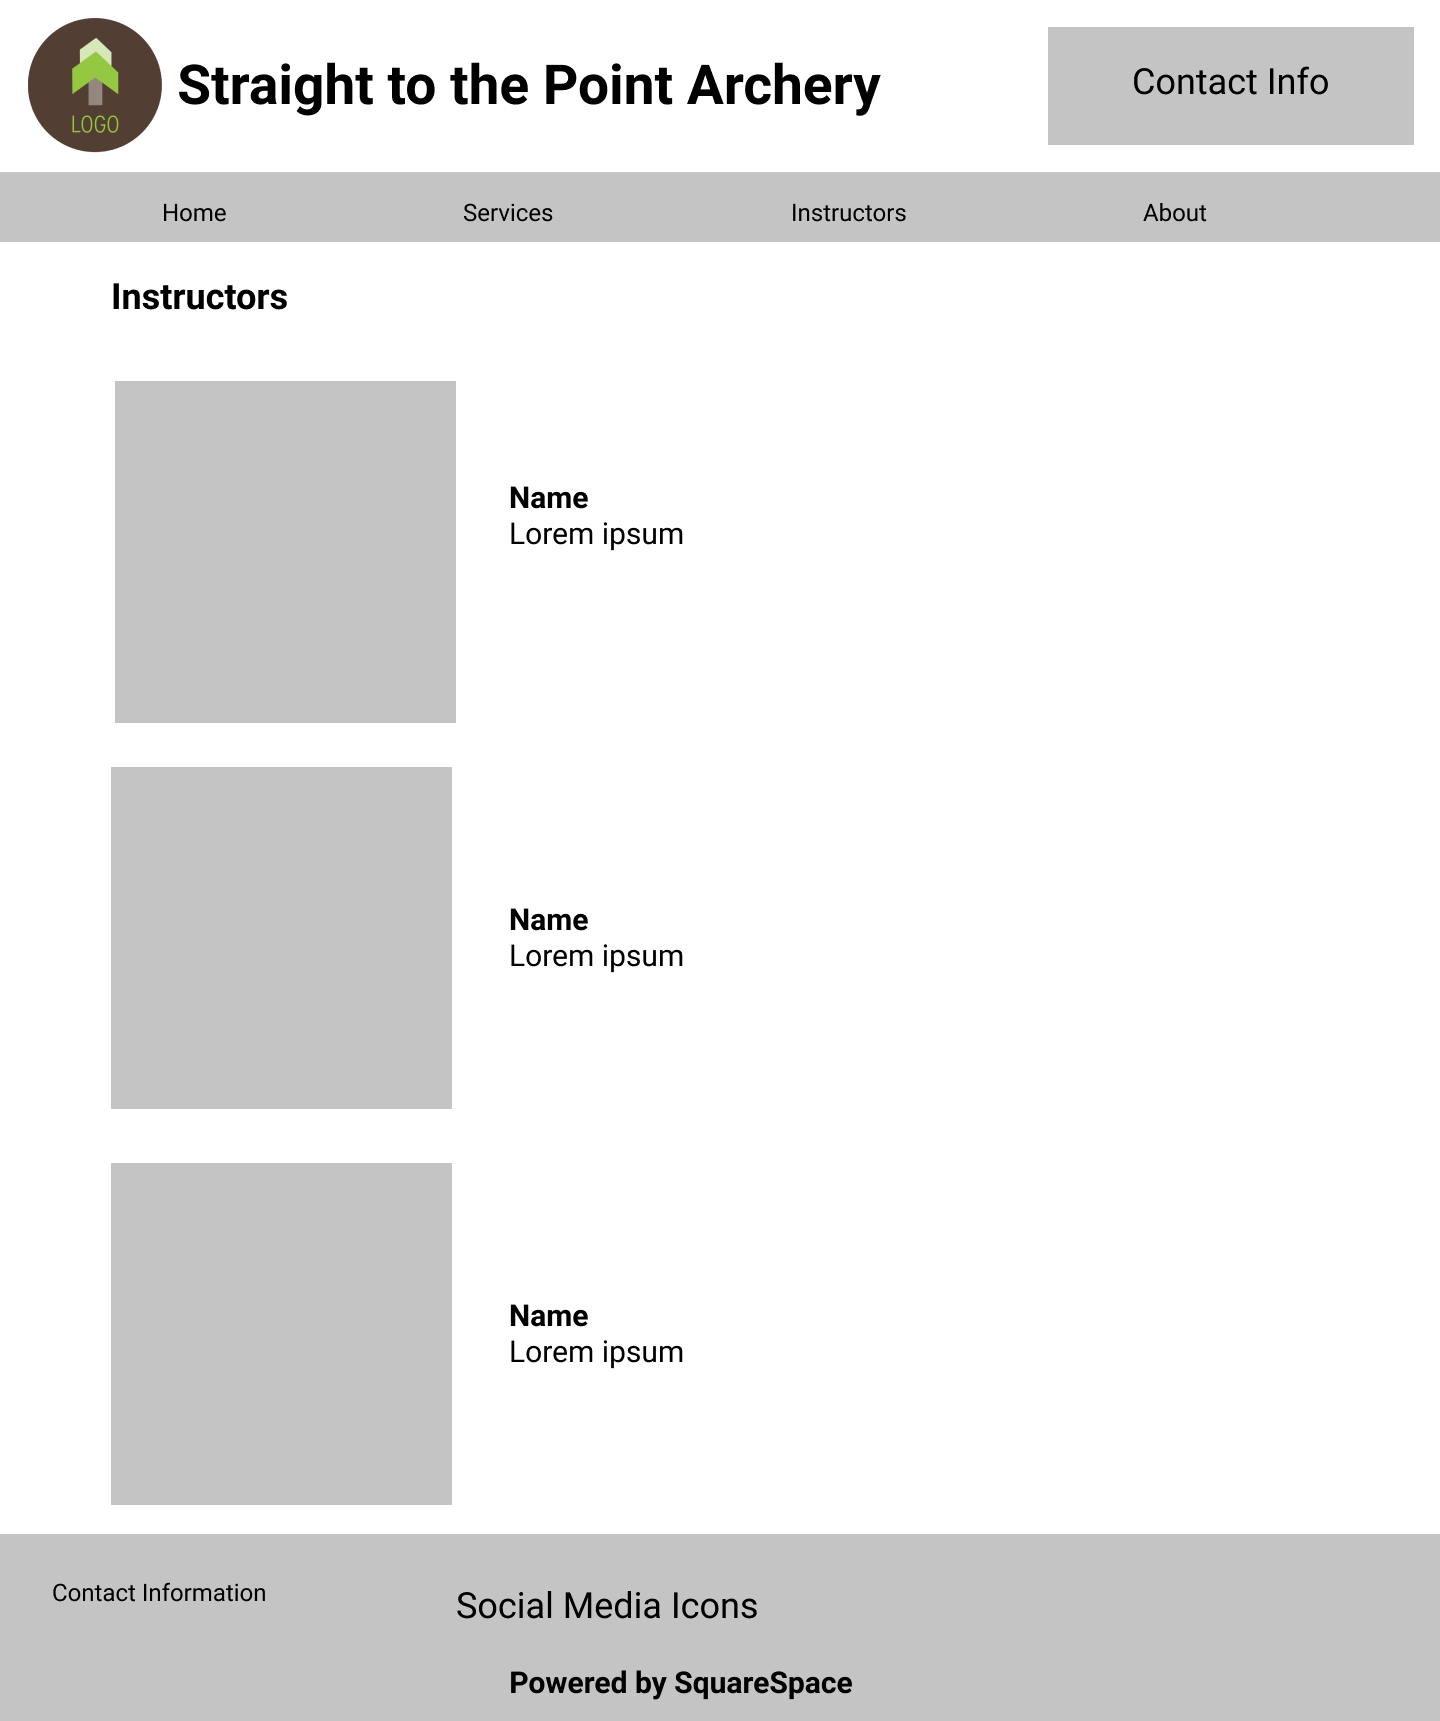 LOGO
Straight to the Point Archery
Contact Info
Home
Services
Instructors
About
Instructors
Name
Lorem ipsum
Name
Lorem ipsum
Name
Lorem ipsum
Contact Information
Social Media Icons
Powered by SquareSpace